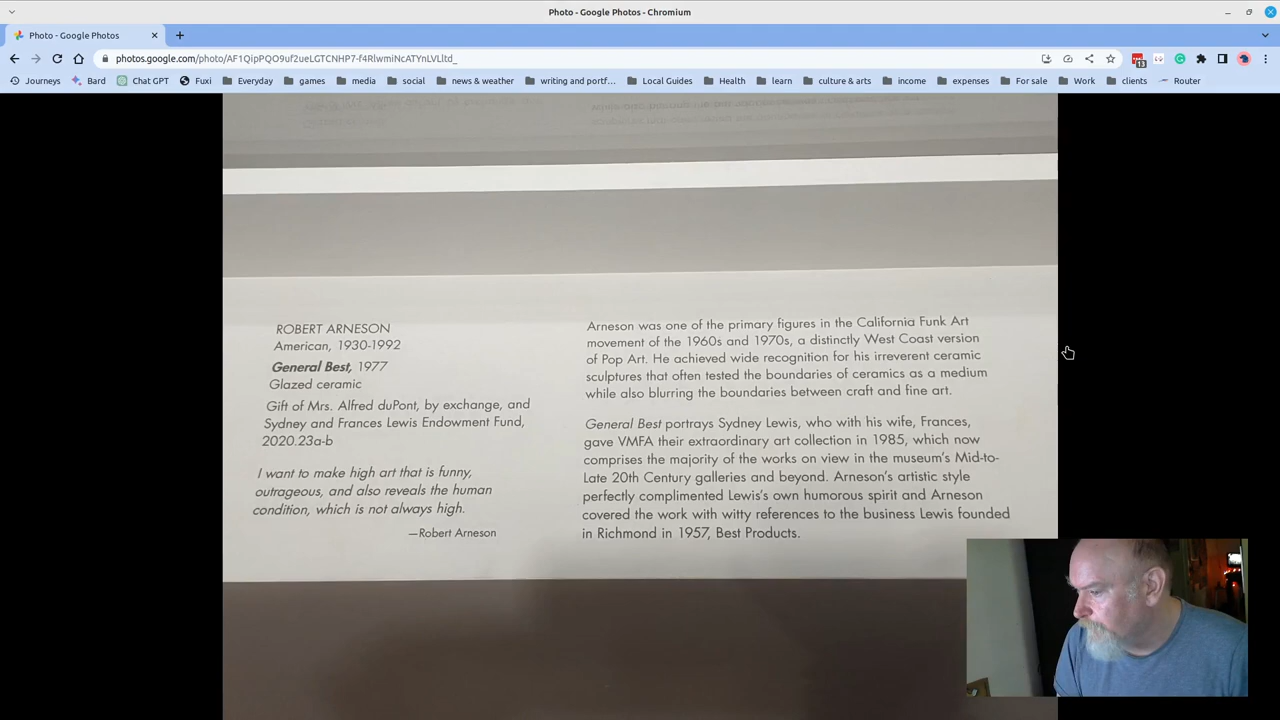 Photo - Google Photos - Chromium
Photo - Google Photos
photos.google.com/photo/AF1QipPQO9uf2ueLGTCNHP7-f4RlwmiNcATYnLVLltd_
13
Journeys Bard Chat GPT Fuxi Everyday games media social news & weather writing and portf... Local Guides Health learn culture & arts income expenses For sale Work clients Router
ROBERT ARNESON
American, 1930-1992
General Best, 1977
Glazed ceramic
Gift of Mrs. Alfred duPont, by exchange, and
Sydney and Frances Lewis Endowment Fund,
2020.23a-b
I want to make high art that is funny,
outrageous, and also reveals the human
condition, which is not always high.
—Robert Arneson
Arneson was one of the primary figures in the California Funk Art
movement of the 1960s and 1970s, a distinctly West Coast version
of Pop Art. He achieved wide recognition for his irreverent ceramic
sculptures that often tested the boundaries of ceramics as a medium
while also blurring the boundaries between craft and fine art.
General Best portrays Sydney Lewis, who with his wife, Frances,
gave VMFA their extraordinary art collection in 1985, which now
comprises the majority of the works on view in the museum's Mid-to-
Late 20th Century galleries and beyond. Arneson's artistic style
perfectly complimented Lewis's own humorous spirit and Arneson
covered the work with witty references to the business Lewis founded
in Richmond in 1957, Best Products.